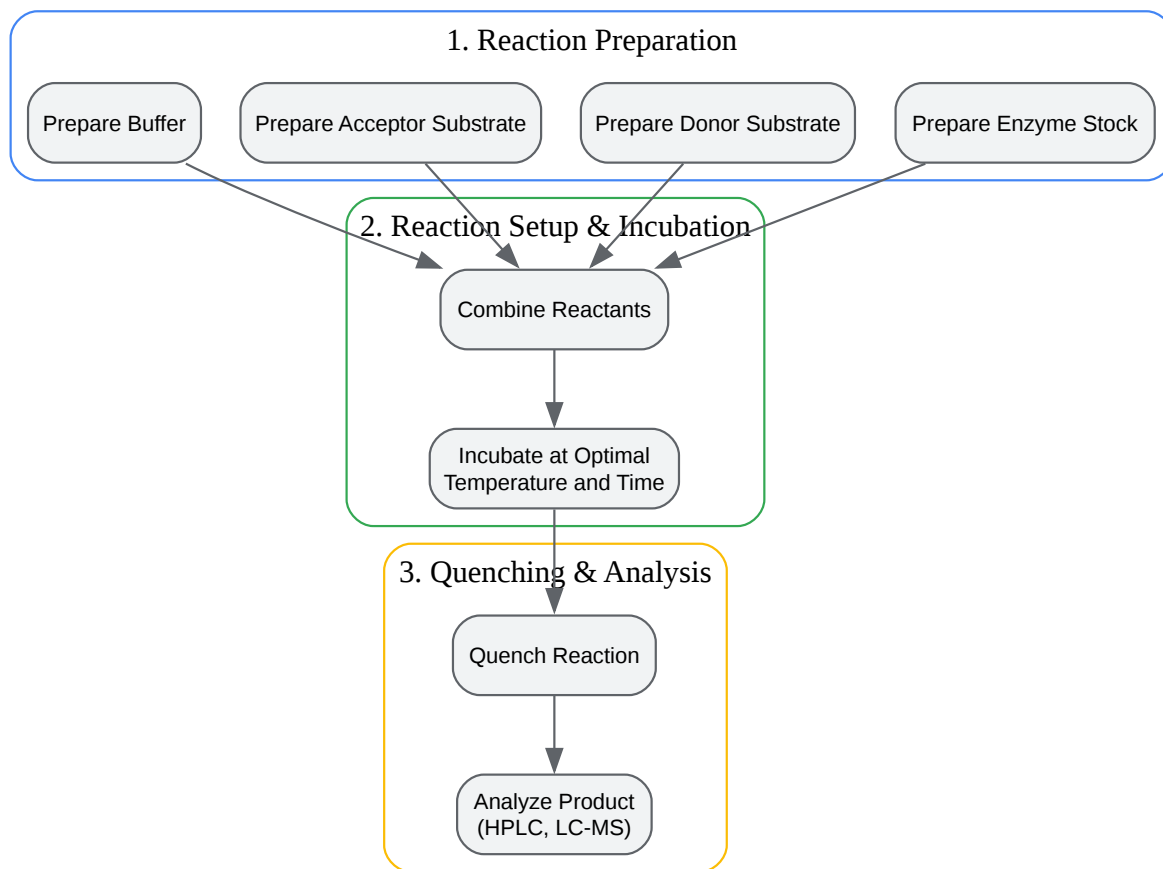 1. Reaction Preparation
Prepare Buffer
Prepare Acceptor Substrate
Prepare Donor Substrate
Prepare Enzyme Stock
2. Reaction Setup & Incubation
Combine Reactants
Incubate at Optimal
Temperature and Time
3. Quenching & Analysis
Quench Reaction
Analyze Product
(HPLC, LC-MS)